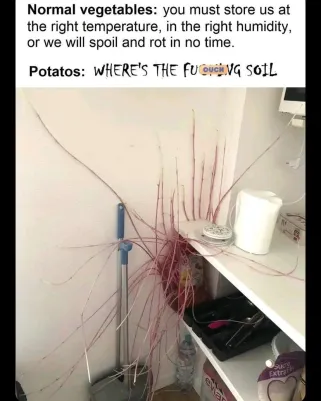 Normal vegetables: you must store us at
the right temperature, in the right humidity,
or we will spoil and rot in no time.
Potatos: WHERE'S THE FU OUCH NG SOIL